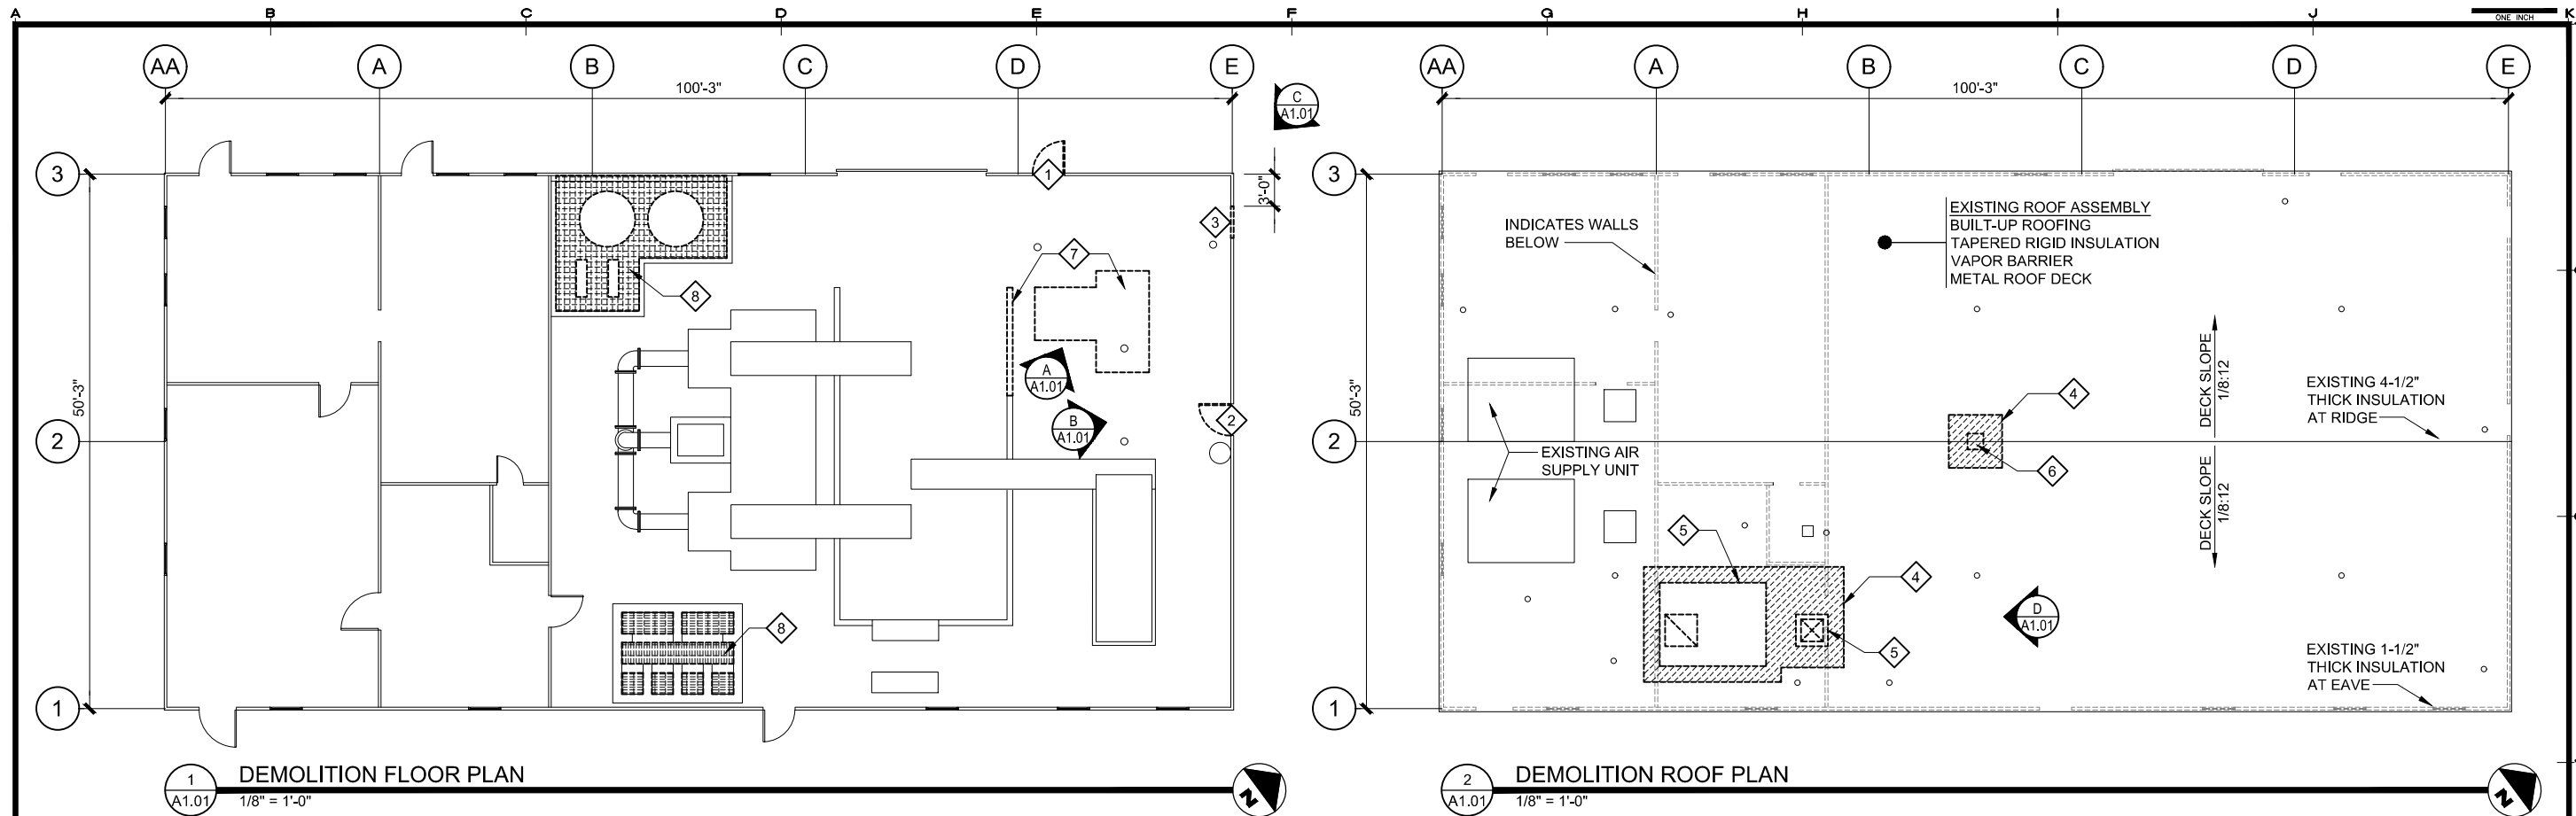 A B C D E F G H I J K
ONE INCH
AA A B C D E
100'-3"
C
A1.01
3
2
1
50'-3"
3'-0"
1
3
7
8
A
A1.01
B
A1.01
2
8
1
A1.01
DEMOLITION FLOOR PLAN
1/8" = 1'-0"
N
AA A B C D E
100'-3"
3
2
1
50'-3"
INDICATES WALLS
BELOW
EXISTING ROOF ASSEMBLY
BUILT-UP ROOFING
TAPERED RIGID INSULATION
VAPOR BARRIER
METAL ROOF DECK
DECK SLOPE
1/8:12
DECK SLOPE
1/8:12
EXISTING 4-1/2"
THICK INSULATION
AT RIDGE
4
6
EXISTING AIR
SUPPLY UNIT
5
4
5
D
A1.01
EXISTING 1-1/2"
THICK INSULATION
AT EAVE
2
A1.01
DEMOLITION ROOF PLAN
1/8" = 1'-0"
N